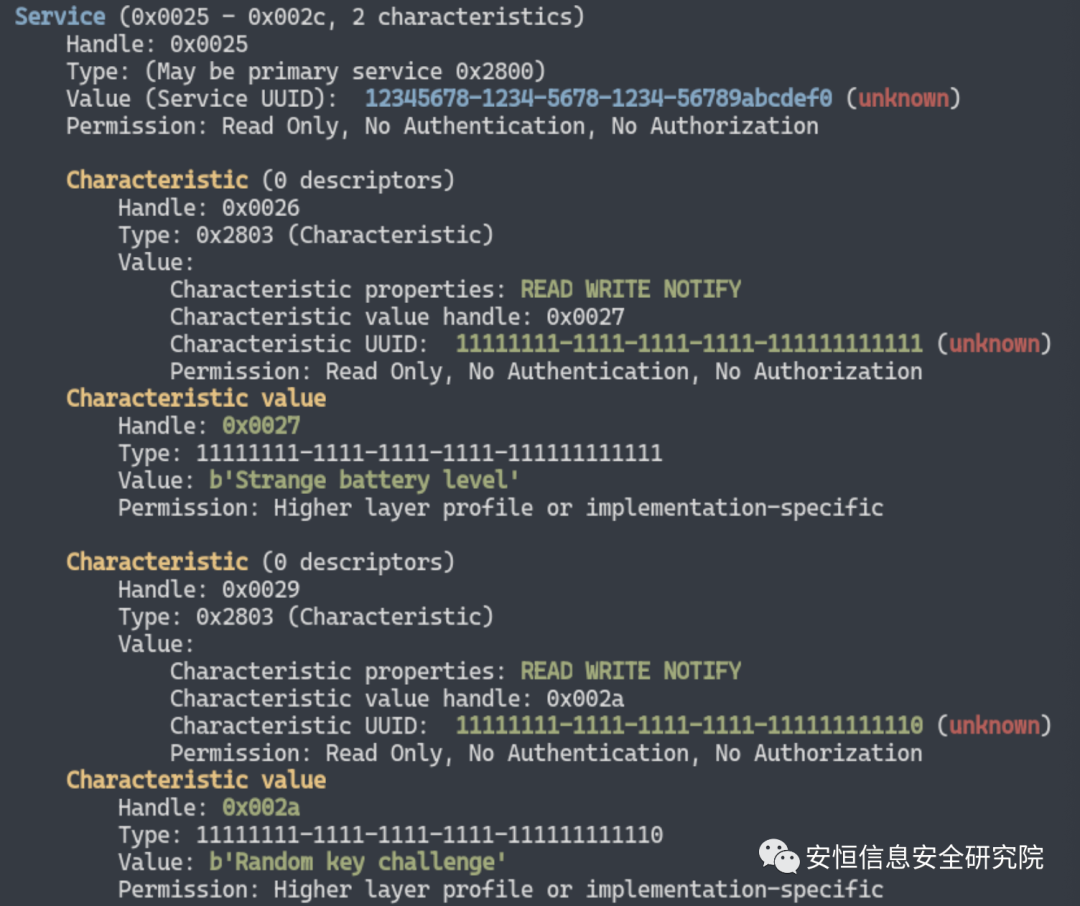 Service (0x0025 - 0x002c, 2 characteristics)
Handle: 0x0025
Type: (May be primary service 0x2800)
Value (Service UUID): 12345678-1234-5678-1234-56789abcdef0 (unknown)
Permission: Read Only, No Authentication, No Authorization
Characteristic (0 descriptors)
Handle: 0x0026
Type: 0x2803 (Characteristic)
Value:
Characteristic properties: READ WRITE NOTIFY
Characteristic value handle: 0x0027
Characteristic UUID: 11111111-1111-1111-1111-111111111111 (unknown)
Permission: Read Only, No Authentication, No Authorization
Characteristic value
Handle: 0x0027
Type: 11111111-1111-1111-1111-111111111111
Value: b'Strange battery level'
Permission: Higher layer profile or implementation-specific
Characteristic (0 descriptors)
Handle: 0x0029
Type: 0x2803 (Characteristic)
Value:
Characteristic properties: READ WRITE NOTIFY
Characteristic value handle: 0x002a
Characteristic UUID: 11111111-1111-1111-1111-111111111110 (unknown)
Permission: Read Only, No Authentication, No Authorization
Characteristic value
Handle: 0x002a
Type: 11111111-1111-1111-1111-111111111110
Value: b'Random key challenge'
Permission: Higher layer profile or implementation-specific
安恒信息安全研究院